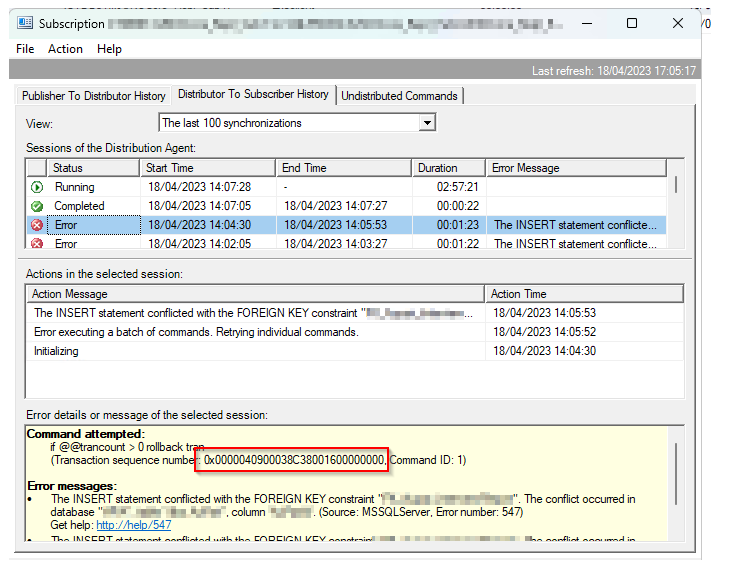 Subscription
File Action Help
Last refresh: 18/04/2023 17:05:17
Publisher To Distributor History Distributor To Subscriber History Undistributed Commands
View: The last 100 synchronizations
Sessions of the Distribution Agent:
Status Start Time End Time Duration Error Message
Running 18/04/2023 14:07:28 - 02:57:21
Completed 18/04/2023 14:07:05 18/04/2023 14:07:27 00:00:22
Error 18/04/2023 14:04:30 18/04/2023 14:05:53 00:01:23 The INSERT statement conflicte...
Error 18/04/2023 14:02:05 18/04/2023 14:03:27 00:01:22 The INSERT statement conflicte...
Actions in the selected session:
Action Message Action Time
The INSERT statement conflicted with the FOREIGN KEY constraint " ... 18/04/2023 14:05:53
Error executing a batch of commands. Retrying individual commands. 18/04/2023 14:05:52
Initializing 18/04/2023 14:04:30
Error details or message of the selected session:
Command attempted:
if @@trancount > 0 rollback tran
(Transaction sequence number: 0x0000040900038C38001600000000, Command ID: 1)
Error messages:
• The INSERT statement conflicted with the FOREIGN KEY constraint " ". The conflict occurred in
database " ", column . (Source: MSSQLServer, Error number: 547)
Get help: http://help/547
• The INSERT statement conflicted with the FOREIGN KEY constraint The conflict occurred in